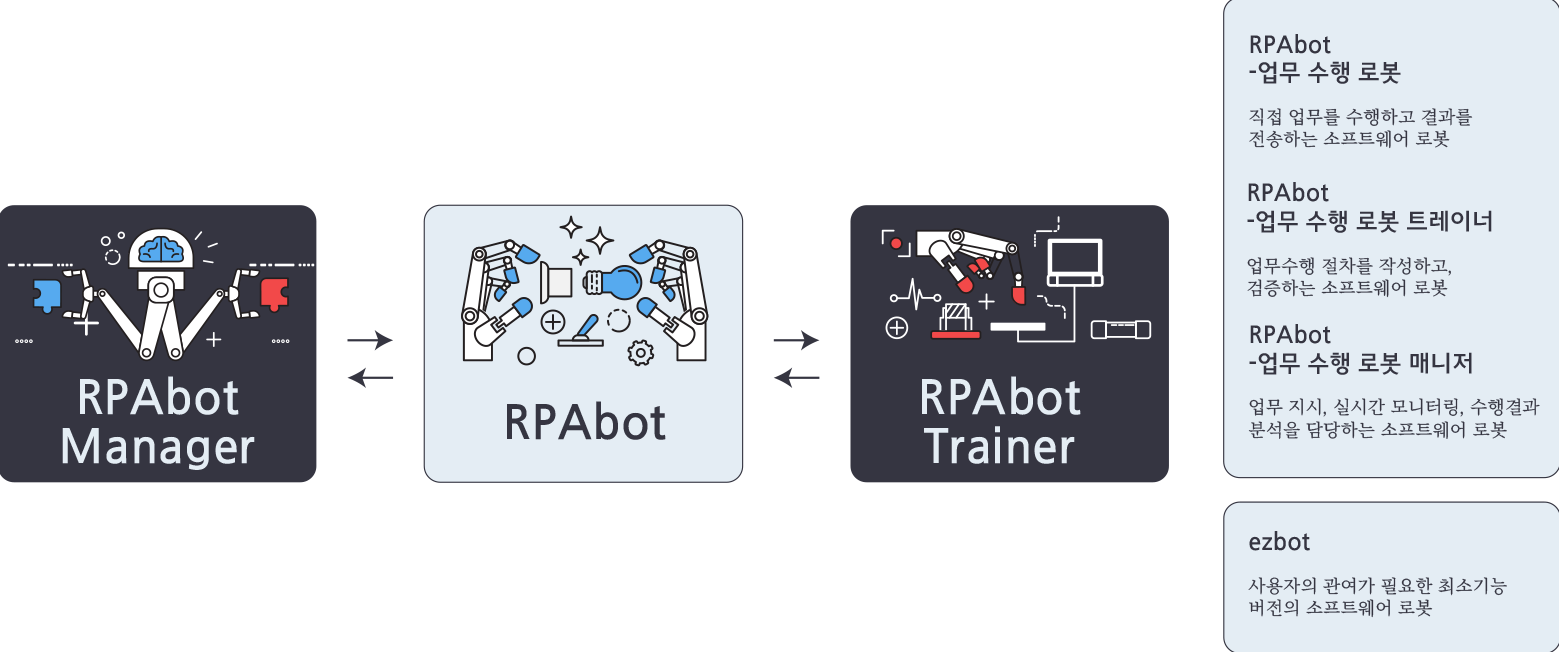 RPAbot
Manager
RPAbot
RPAbot
Trainer
RPAbot
-업무 수행 로봇
직접 업무를 수행하고 결과를
전송하는 소프트웨어 로봇
RPAbot
-업무 수행 로봇 트레이너
업무수행 절차를 작성하고,
검증하는 소프트웨어 로봇
RPAbot
-업무 수행 로봇 매니저
업무 지시, 실시간 모니터링, 수행결과
분석을 담당하는 소프트웨어 로봇
ezbot
사용자의 관여가 필요한 최소기능
버전의 소프트웨어 로봇